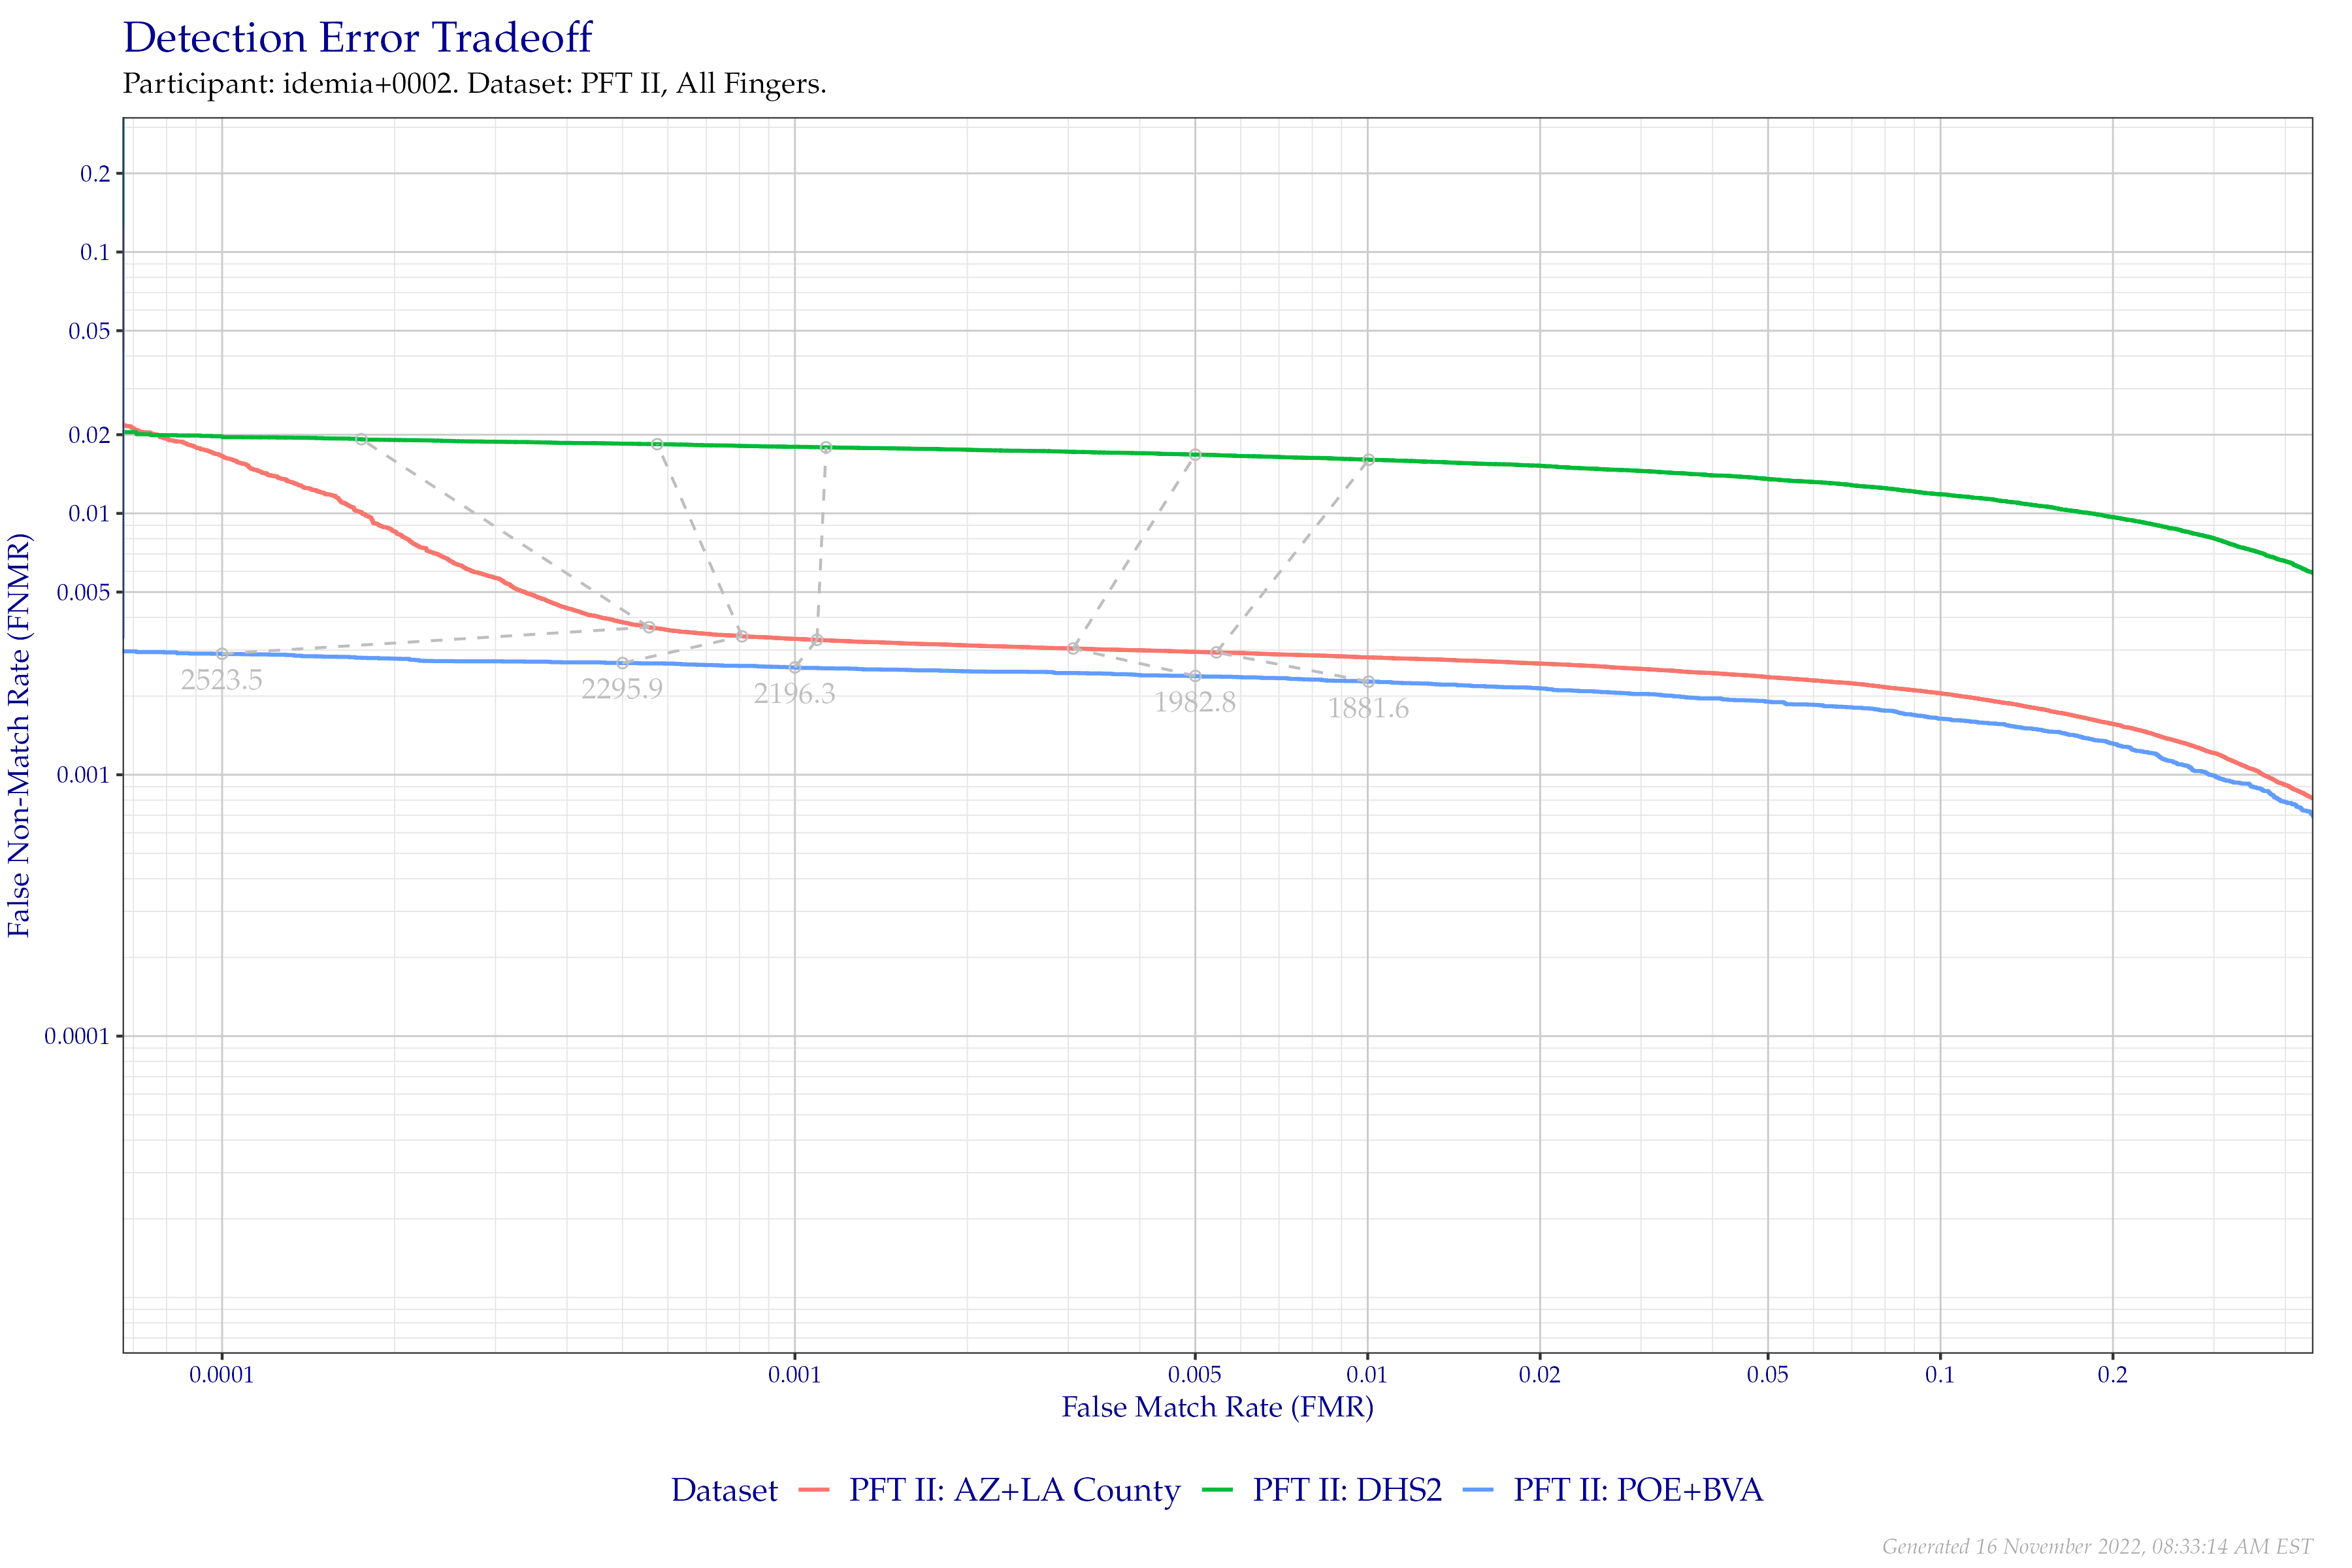 Detection Error Tradeoff
Participant: idemia+0002. Dataset: PFT II, All Fingers.
False Non-Match Rate (FNMR)
0.2
0.1
0.05
0.02
0.01
0.005
0.001
0.0001
2523.5
2295.9
2196.3
1982.8
1881.6
0.0001 0.001 0.005 0.01 0.02 0.05 0.1 0.2
False Match Rate (FMR)
Dataset PFT II: AZ+LA County PFT II: DHS2 PFT II: POE+BVA
Generated 16 November 2022, 08:33:14 AM EST